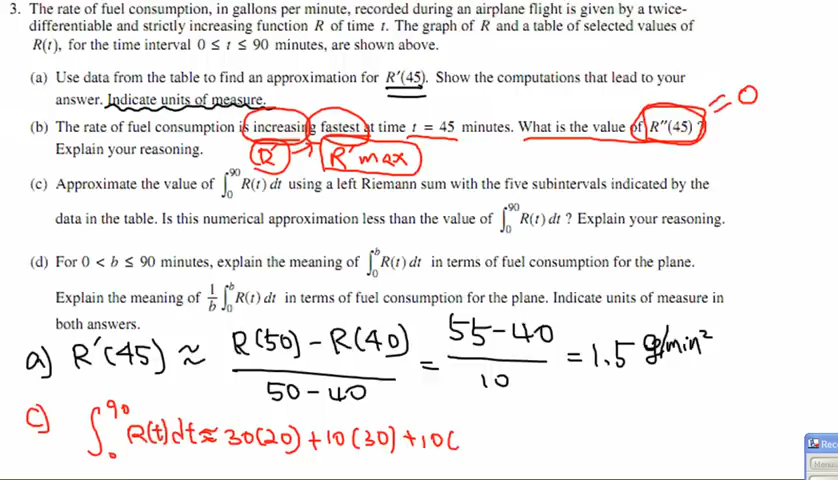 3. The rate of fuel consumption, in gallons per minute, recorded during an airplane flight is given by a twice-
differentiable and strictly increasing function R of time t. The graph of R and a table of selected values of
R(t), for the time interval 0 ≤ t ≤ 90 minutes, are shown above.
(a) Use data from the table to find an approximation for R′(45). Show the computations that lead to your
answer. Indicate units of measure.
= 0
(b) The rate of fuel consumption is increasing fastest at time t = 45 minutes. What is the value of R″(45) ?
Explain your reasoning.
R → R′ max
(c) Approximate the value of ∫₀⁹⁰ R(t) dt using a left Riemann sum with the five subintervals indicated by the
data in the table. Is this numerical approximation less than the value of ∫₀⁹⁰ R(t) dt ? Explain your reasoning.
(d) For 0 < b ≤ 90 minutes, explain the meaning of ∫₀ᵇ R(t) dt in terms of fuel consumption for the plane.
Explain the meaning of 1/b ∫₀ᵇ R(t) dt in terms of fuel consumption for the plane. Indicate units of measure in
both answers.
a) R′(45) ≈ (R(50) – R(40))/(50 – 40) = (55 – 40)/10 = 1.5 g/min²
c) ∫₀⁹⁰ R(t)dt ≈ 30(20) + 10(30) + 10(
Rec
Menu